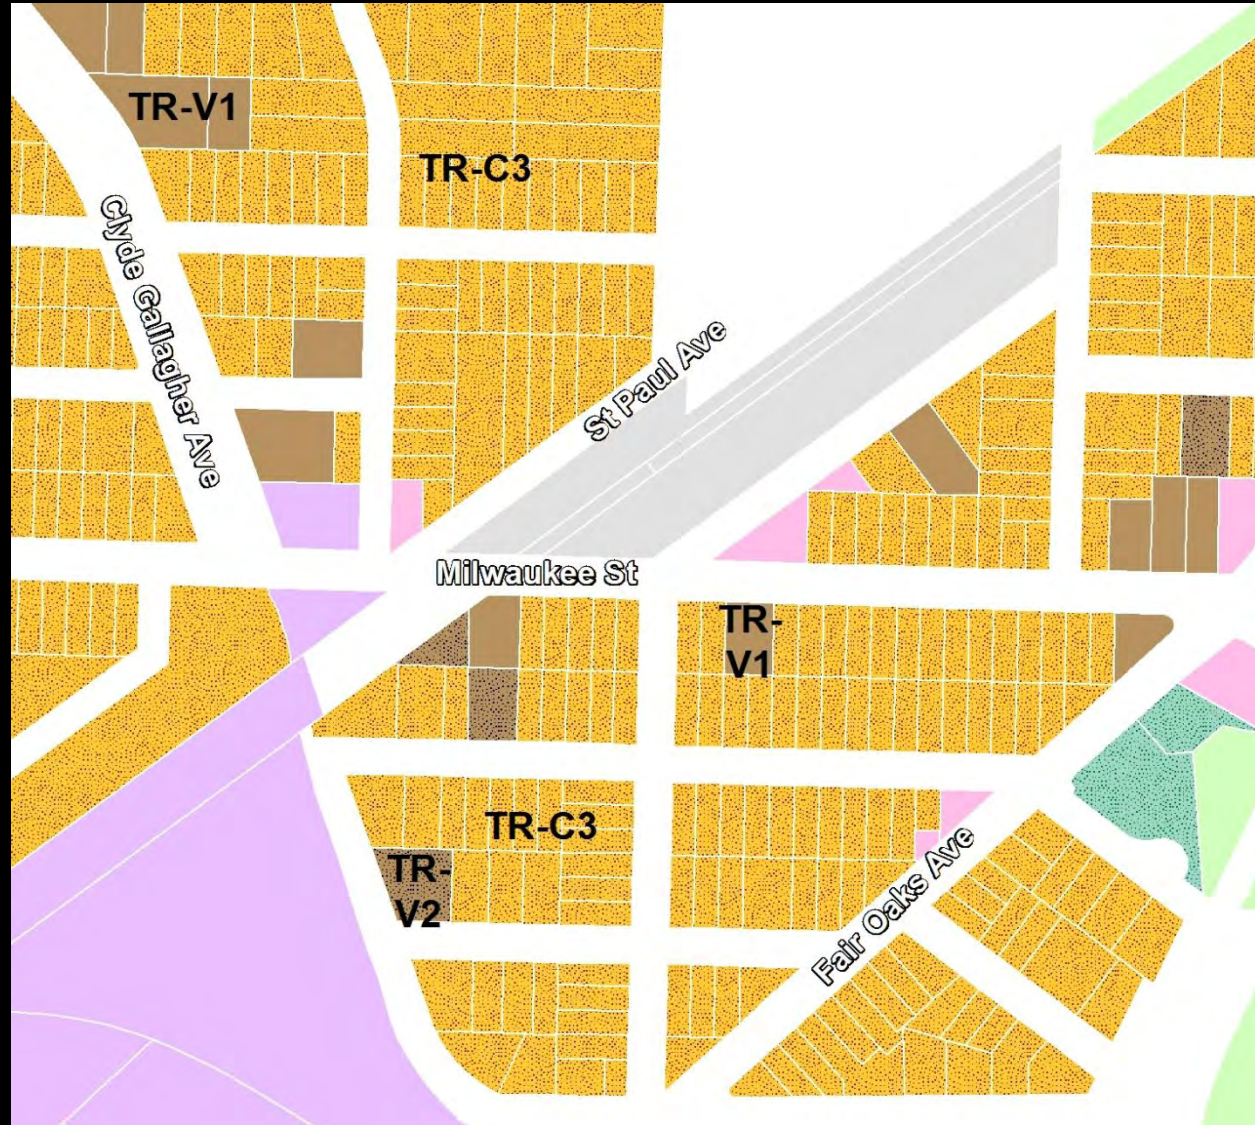 TR-V1
TR-C3
Clyde Gallagher Ave
St Paul Ave
Milwaukee St
TR-
V1
TR-C3
TR-
V2
Fair Oaks Ave